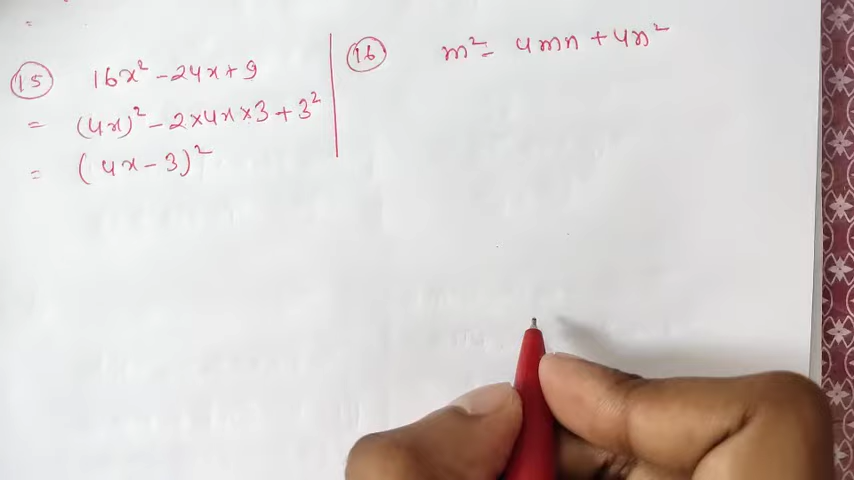 =
(15) 16x² - 24x + 9
= (4x)² - 2×4x×3 + 3²
= (4x - 3)²
(16) m² - 4mn + 4n²